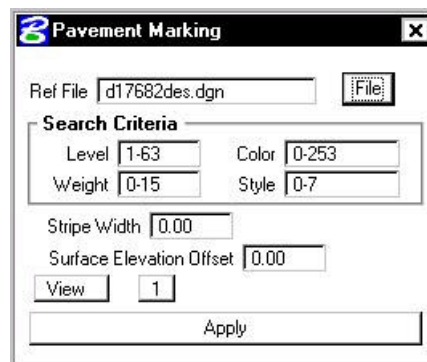 Pavement Marking
Ref File d17682des.dgn File
Search Criteria
Level 1-63 Color 0-253
Weight 0-15 Style 0-7
Stripe Width 0.00
Surface Elevation Offset 0.00
View 1
Apply